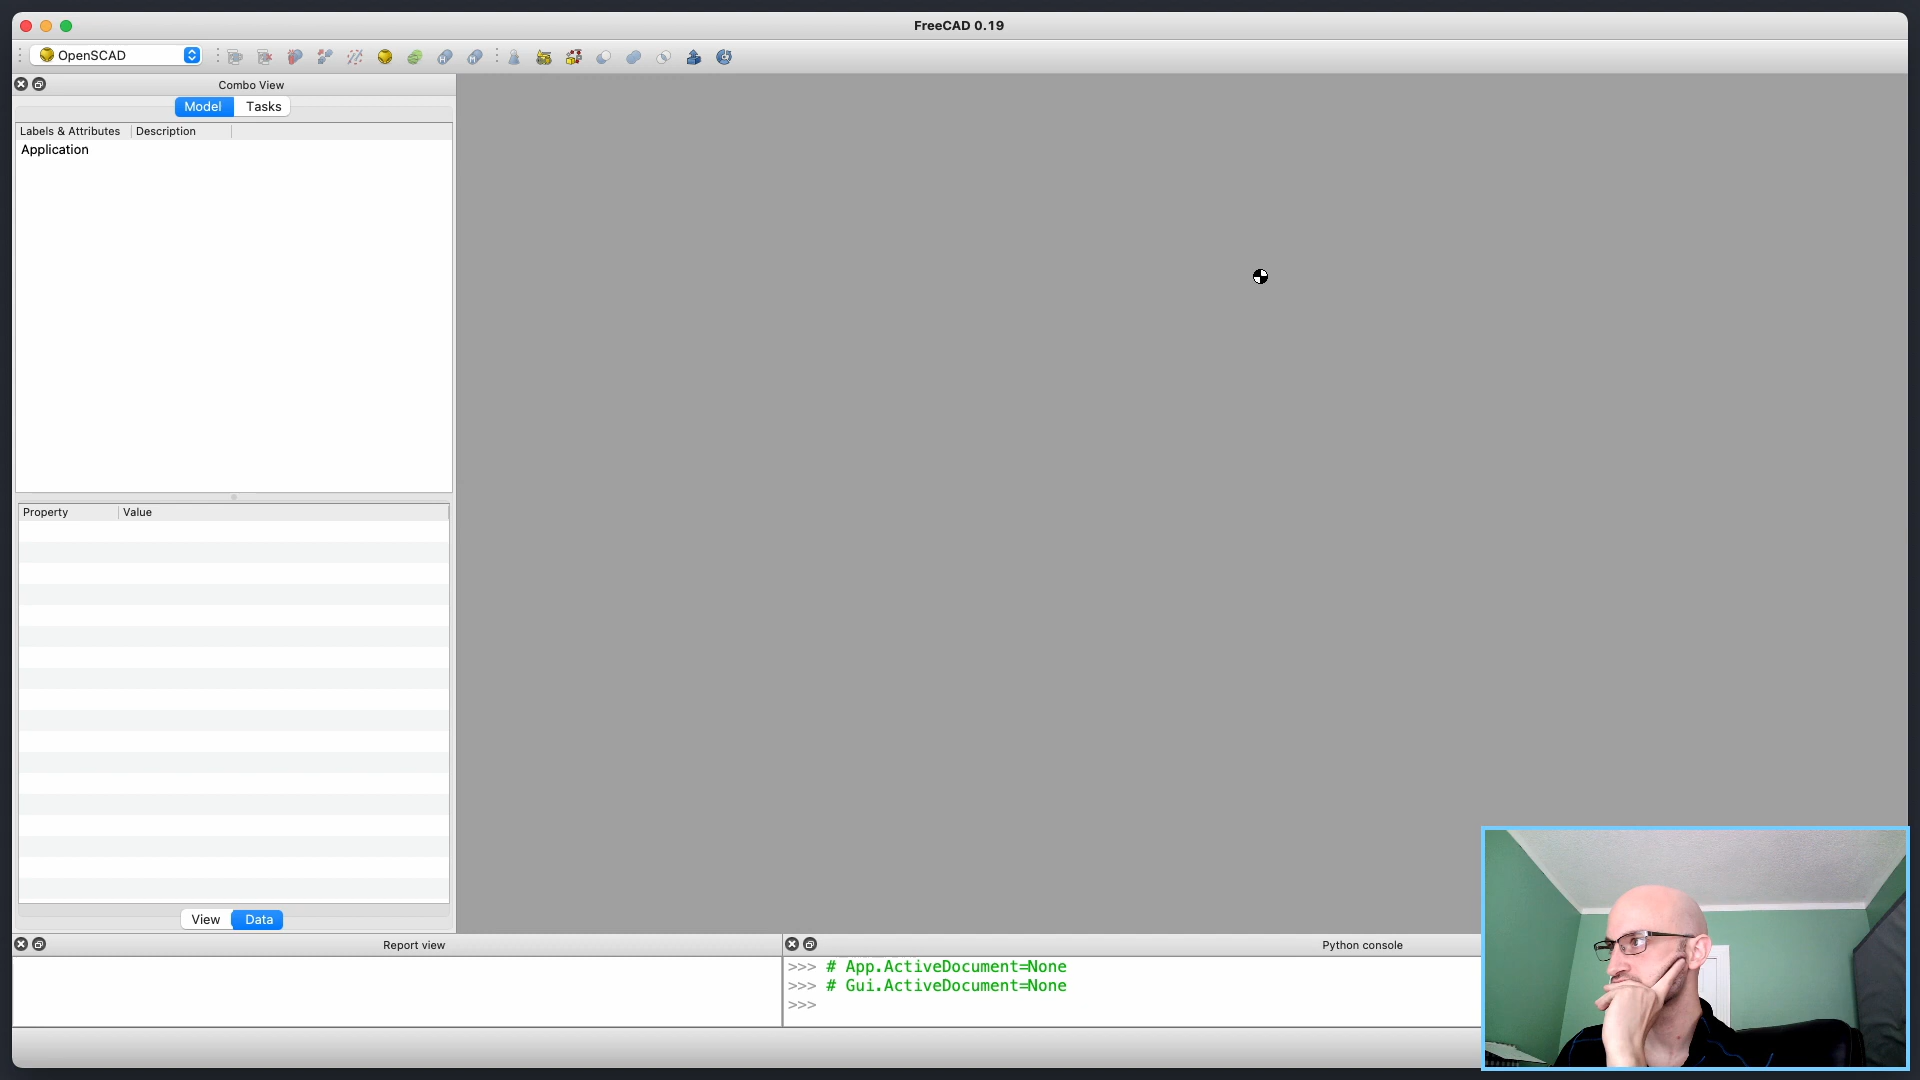 FreeCAD 0.19
OpenSCAD
Combo View
Model Tasks
Labels & Attributes Description
Application
Property Value
View Data
Report view
Python console
>>> # App.ActiveDocument=None
>>> # Gui.ActiveDocument=None
>>>